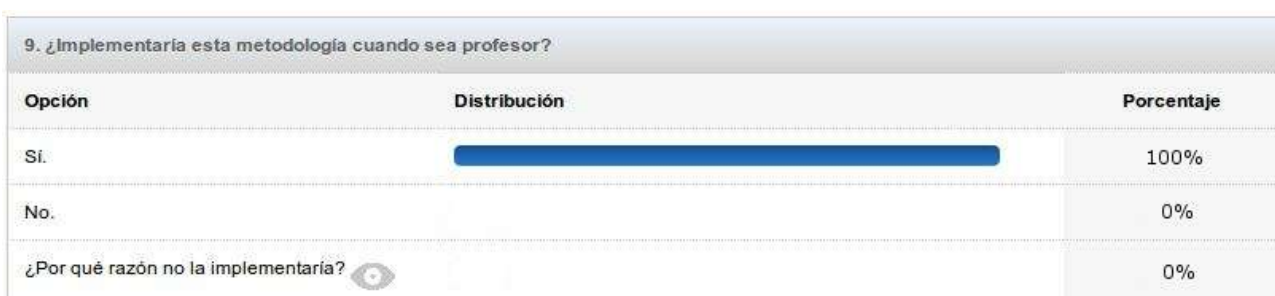 9. ¿Implementaría esta metodología cuando sea profesor?
Opción Distribución Porcentaje
Sí. 100%
No. 0%
¿Por qué razón no la implementaría? 0%